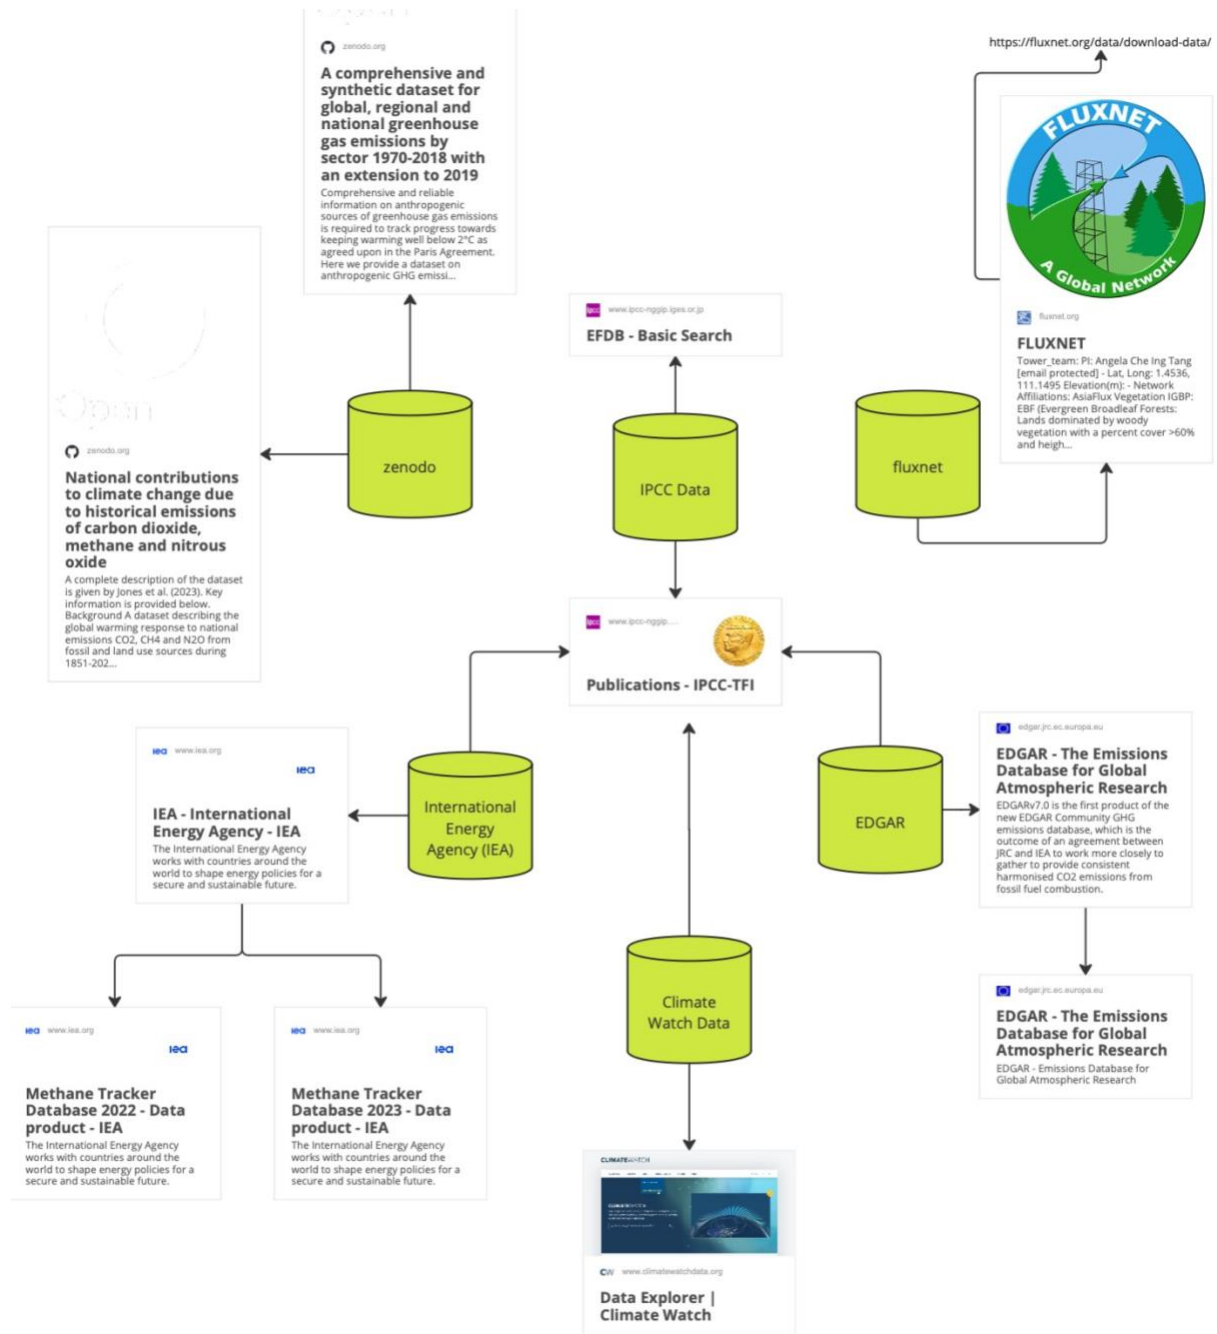 zenodo.org
A comprehensive and
synthetic dataset for
global, regional and
national greenhouse
gas emissions by
sector 1970-2018 with
an extension to 2019
Comprehensive and reliable
information on anthropogenic
sources of greenhouse gas emissions
is required to track progress towards
keeping warming well below 2°C as
agreed upon in the Paris Agreement.
Here we provide a dataset on
anthropogenic GHG emissi...
https://fluxnet.org/data/download-data/
FLUXNET
A Global Network
fluxnet.org
FLUXNET
Tower_team: PI: Angela Che Ing Tang
[email protected] - Lat, Long: 1.4536,
111.1495 Elevation(m): - Network
Affiliations: AsiaFlux Vegetation IGBP:
EBF (Evergreen Broadleaf Forests:
Lands dominated by woody
vegetation with a percent cover >60%
and heigh...
Open
zenodo.org
National contributions
to climate change due
to historical emissions
of carbon dioxide,
methane and nitrous
oxide
A complete description of the dataset
is given by Jones et al. (2023). Key
information is provided below.
Background A dataset describing the
global warming response to national
emissions CO2, CH4 and N2O from
fossil and land use sources during
1851-202...
zenodo
ipcc
www.ipcc-nggip.iges.or.jp
EFDB - Basic Search
IPCC Data
fluxnet
ipcc
www.ipcc-nggip....
Publications - IPCC-TFI
iea
www.iea.org
iea
IEA - International
Energy Agency - IEA
The International Energy Agency
works with countries around the
world to shape energy policies for a
secure and sustainable future.
International
Energy
Agency (IEA)
EDGAR
edgar.jrc.ec.europa.eu
EDGAR - The Emissions
Database for Global
Atmospheric Research
EDGARv7.0 is the first product of the
new EDGAR Community GHG
emissions database, which is the
outcome of an agreement between
JRC and IEA to work more closely to
gather to provide consistent
harmonised CO2 emissions from
fossil fuel combustion.
Climate
Watch Data
edgar.jrc.ec.europa.eu
EDGAR - The Emissions
Database for Global
Atmospheric Research
EDGAR - Emissions Database for
Global Atmospheric Research
iea
www.iea.org
iea
Methane Tracker
Database 2022 - Data
product - IEA
The International Energy Agency
works with countries around the
world to shape energy policies for a
secure and sustainable future.
iea
www.iea.org
iea
Methane Tracker
Database 2023 - Data
product - IEA
The International Energy Agency
works with countries around the
world to shape energy policies for a
secure and sustainable future.
CLIMATEWATCH
CW
www.climatewatchdata.org
Data Explorer |
Climate Watch